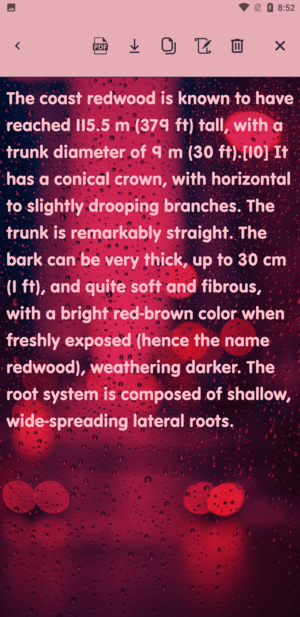 8:52
PDF
The coast redwood is known to have
reached 115.5 m (379 ft) tall, with a
trunk diameter of 9 m (30 ft).[10] It
has a conical crown, with horizontal
to slightly drooping branches. The
trunk is remarkably straight. The
bark can be very thick, up to 30 cm
(1 ft), and quite soft and fibrous,
with a bright red-brown color when
freshly exposed (hence the name
redwood), weathering darker. The
root system is composed of shallow,
wide-spreading lateral roots.